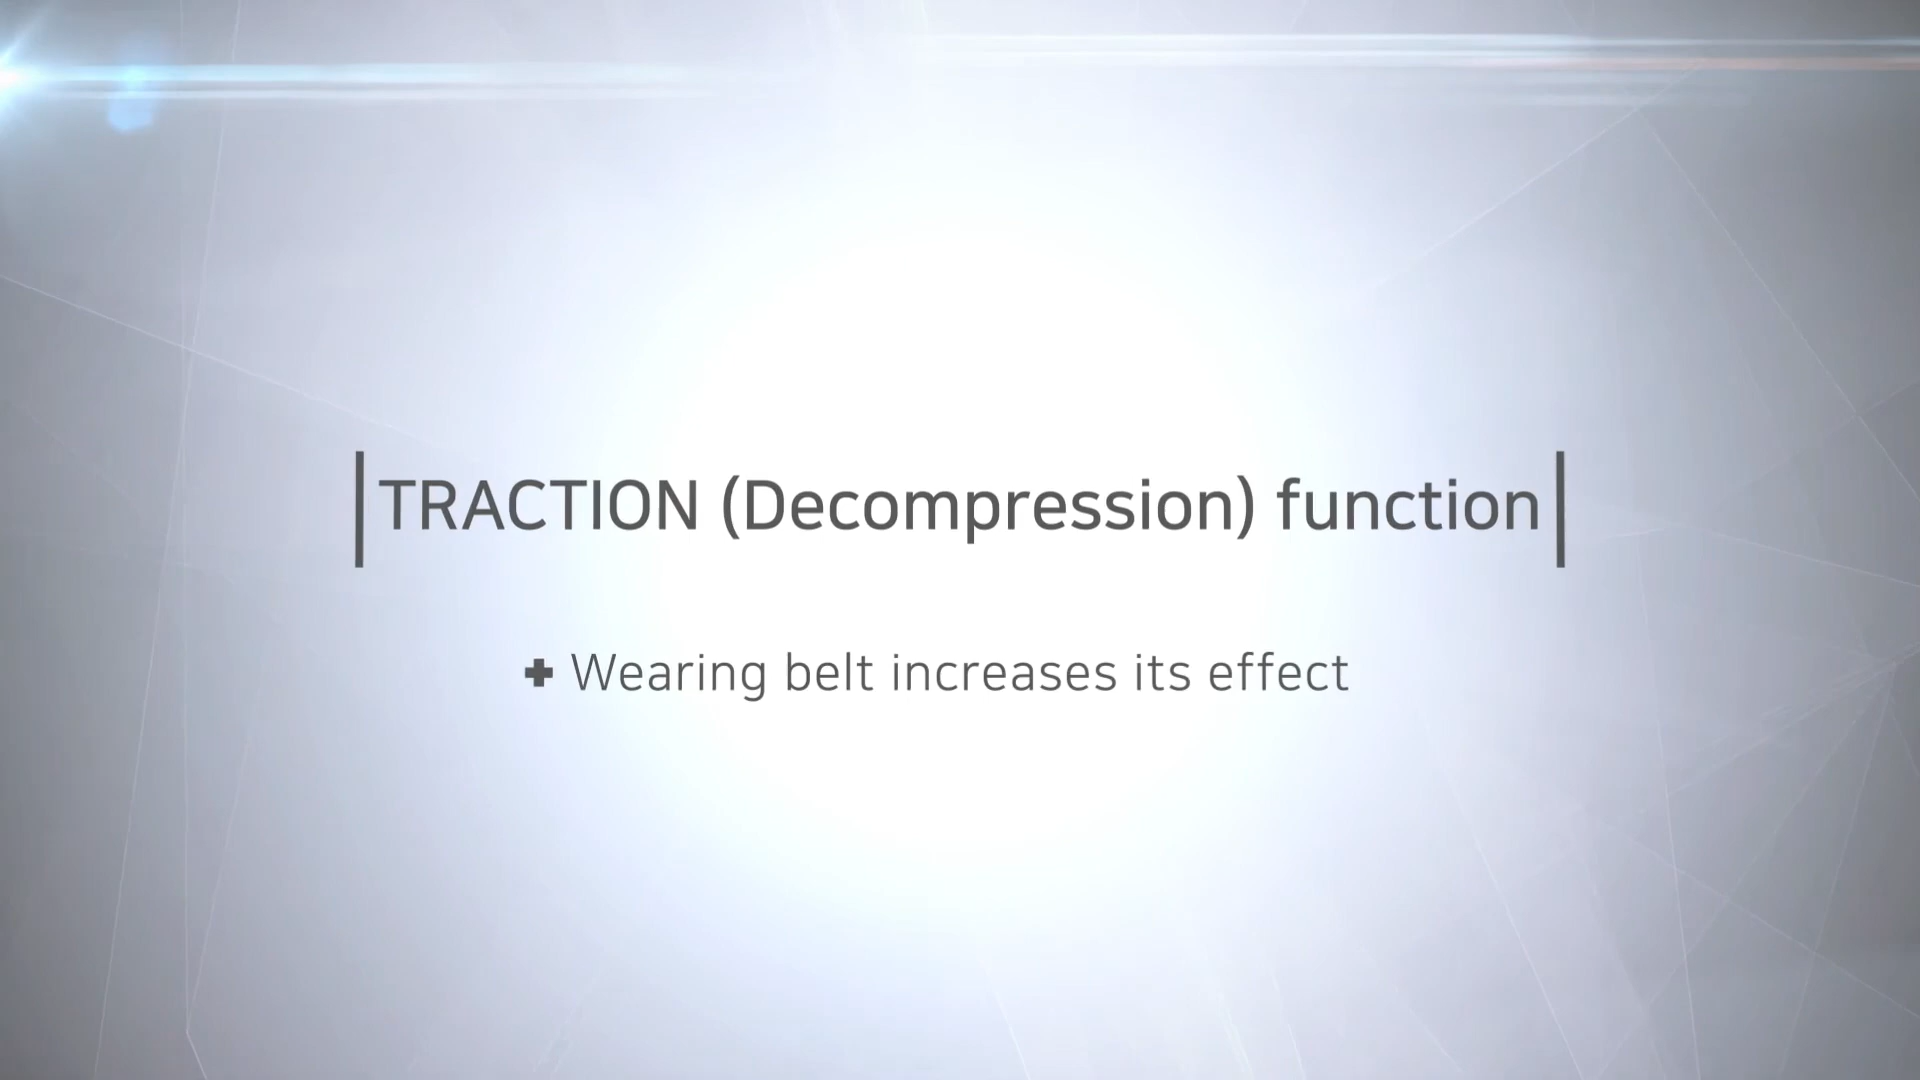 TRACTION (Decompression) function
✚ Wearing belt increases its effect